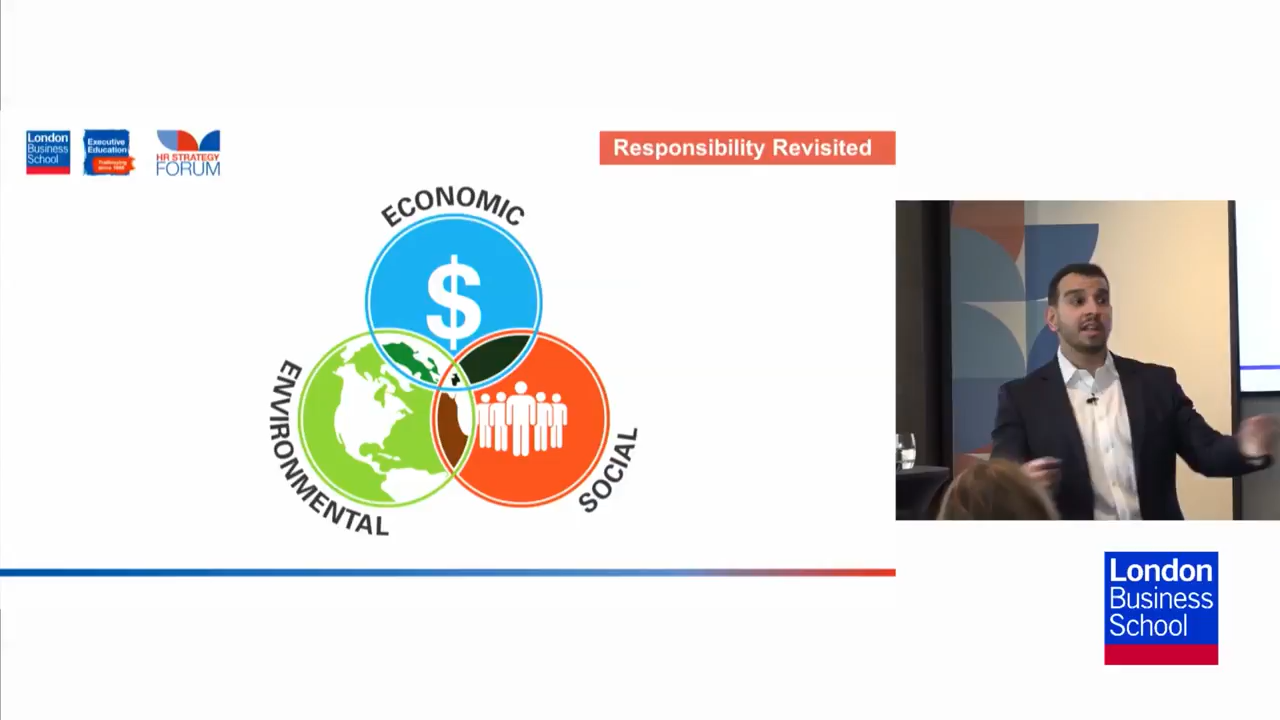 London
Business
School
Executive
Education
HR STRATEGY
FORUM
Responsibility Revisited
ECONOMIC
$
ENVIRONMENTAL
SOCIAL
London
Business
School